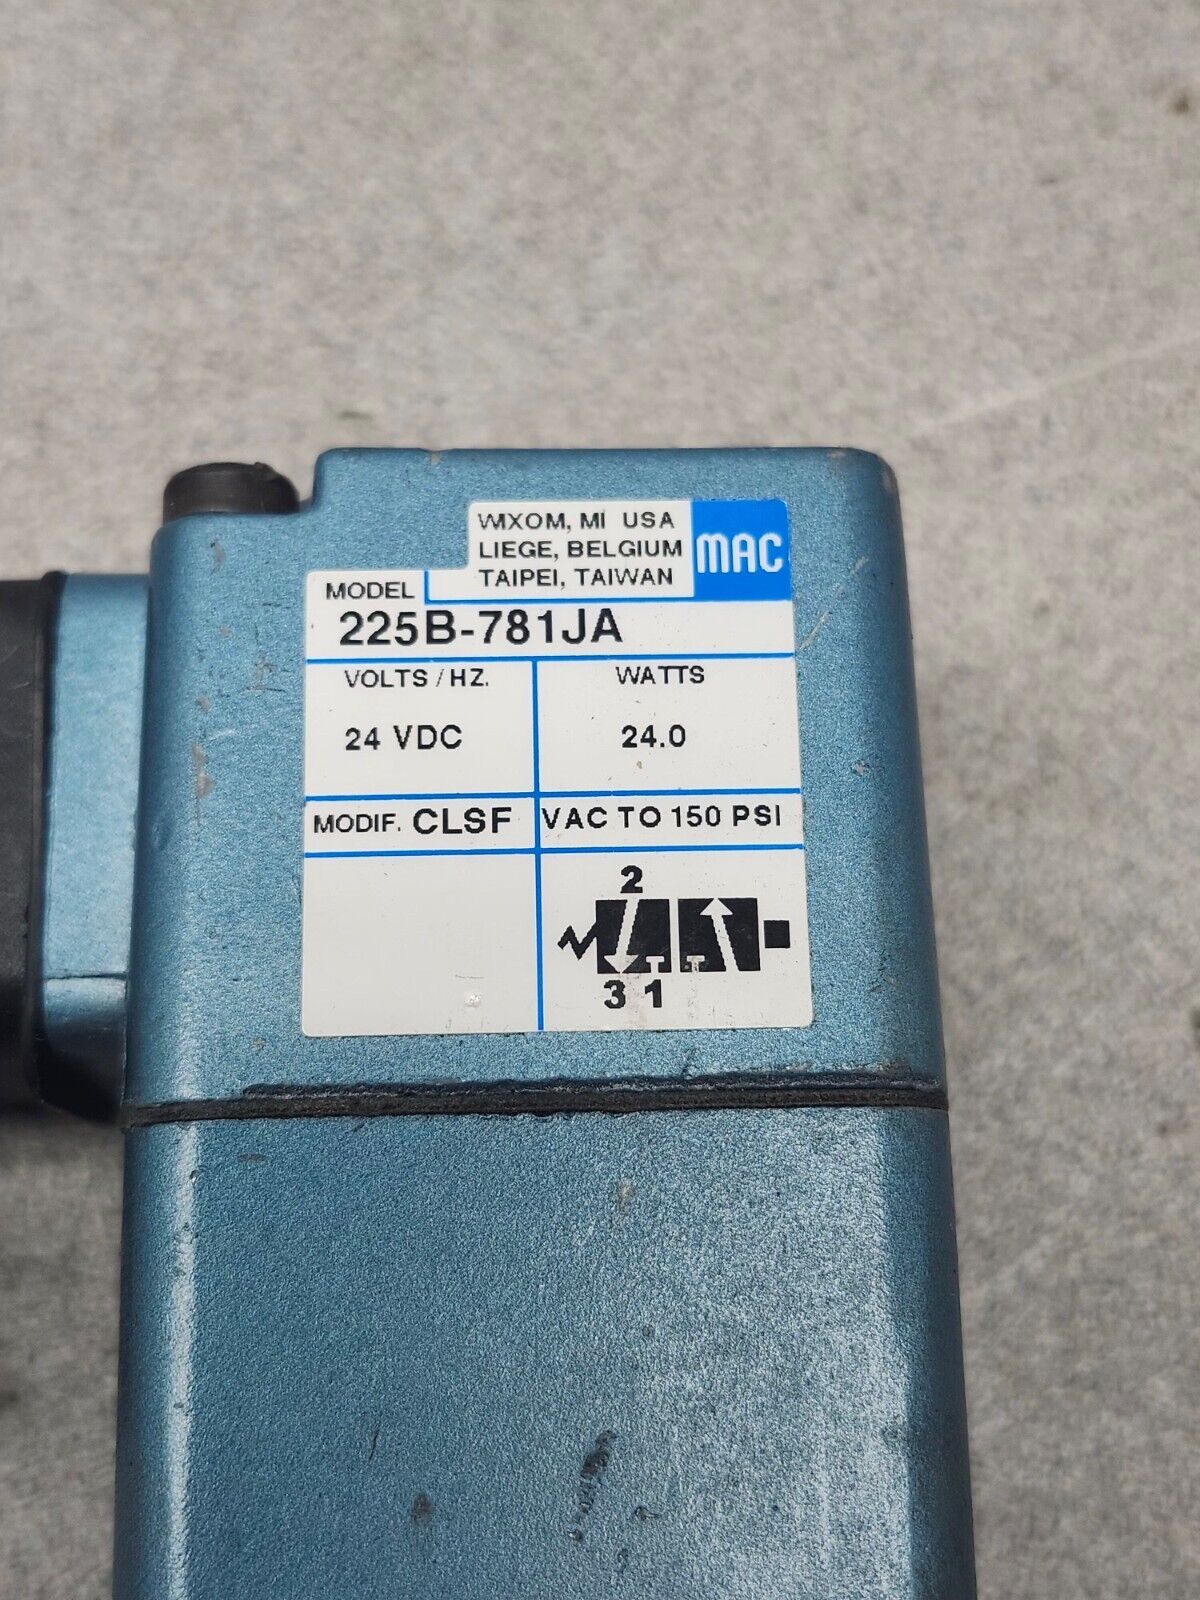 WIXOM, MI USA
LIEGE, BELGIUM
TAIPEI, TAIWAN
MAC
MODEL
225B-781JA
VOLTS / HZ.
WATTS
24 VDC
24.0
MODIF. CLSF
VAC TO 150 PSI
2
3 1